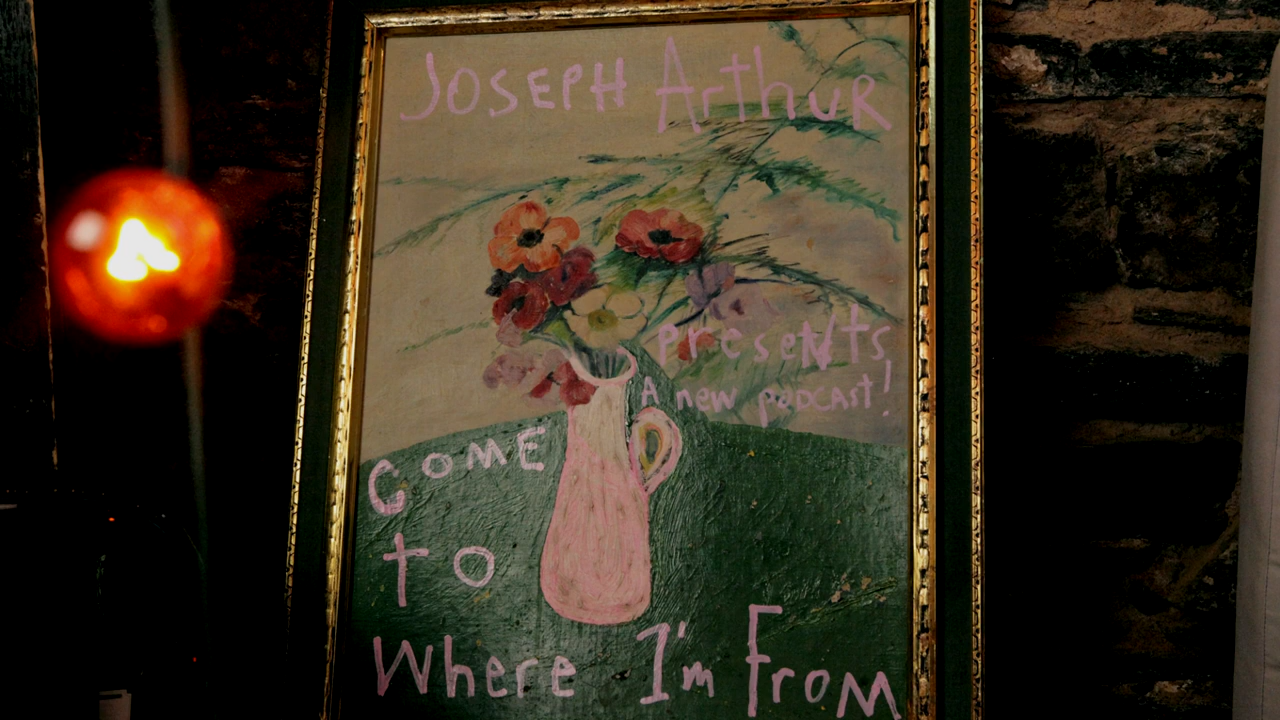 JOSEPH ArthuR
preseNts
A new podcast!
COME
to
Where I'm FroM